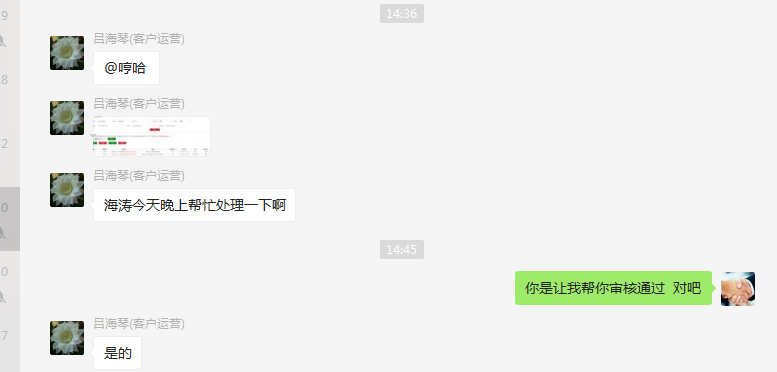 14:36
吕海琴(客户运营)
@哼哈
吕海琴(客户运营)
吕海琴(客户运营)
海涛今天晚上帮忙处理一下啊
14:45
你是让我帮你审核通过 对吧
吕海琴(客户运营)
是的